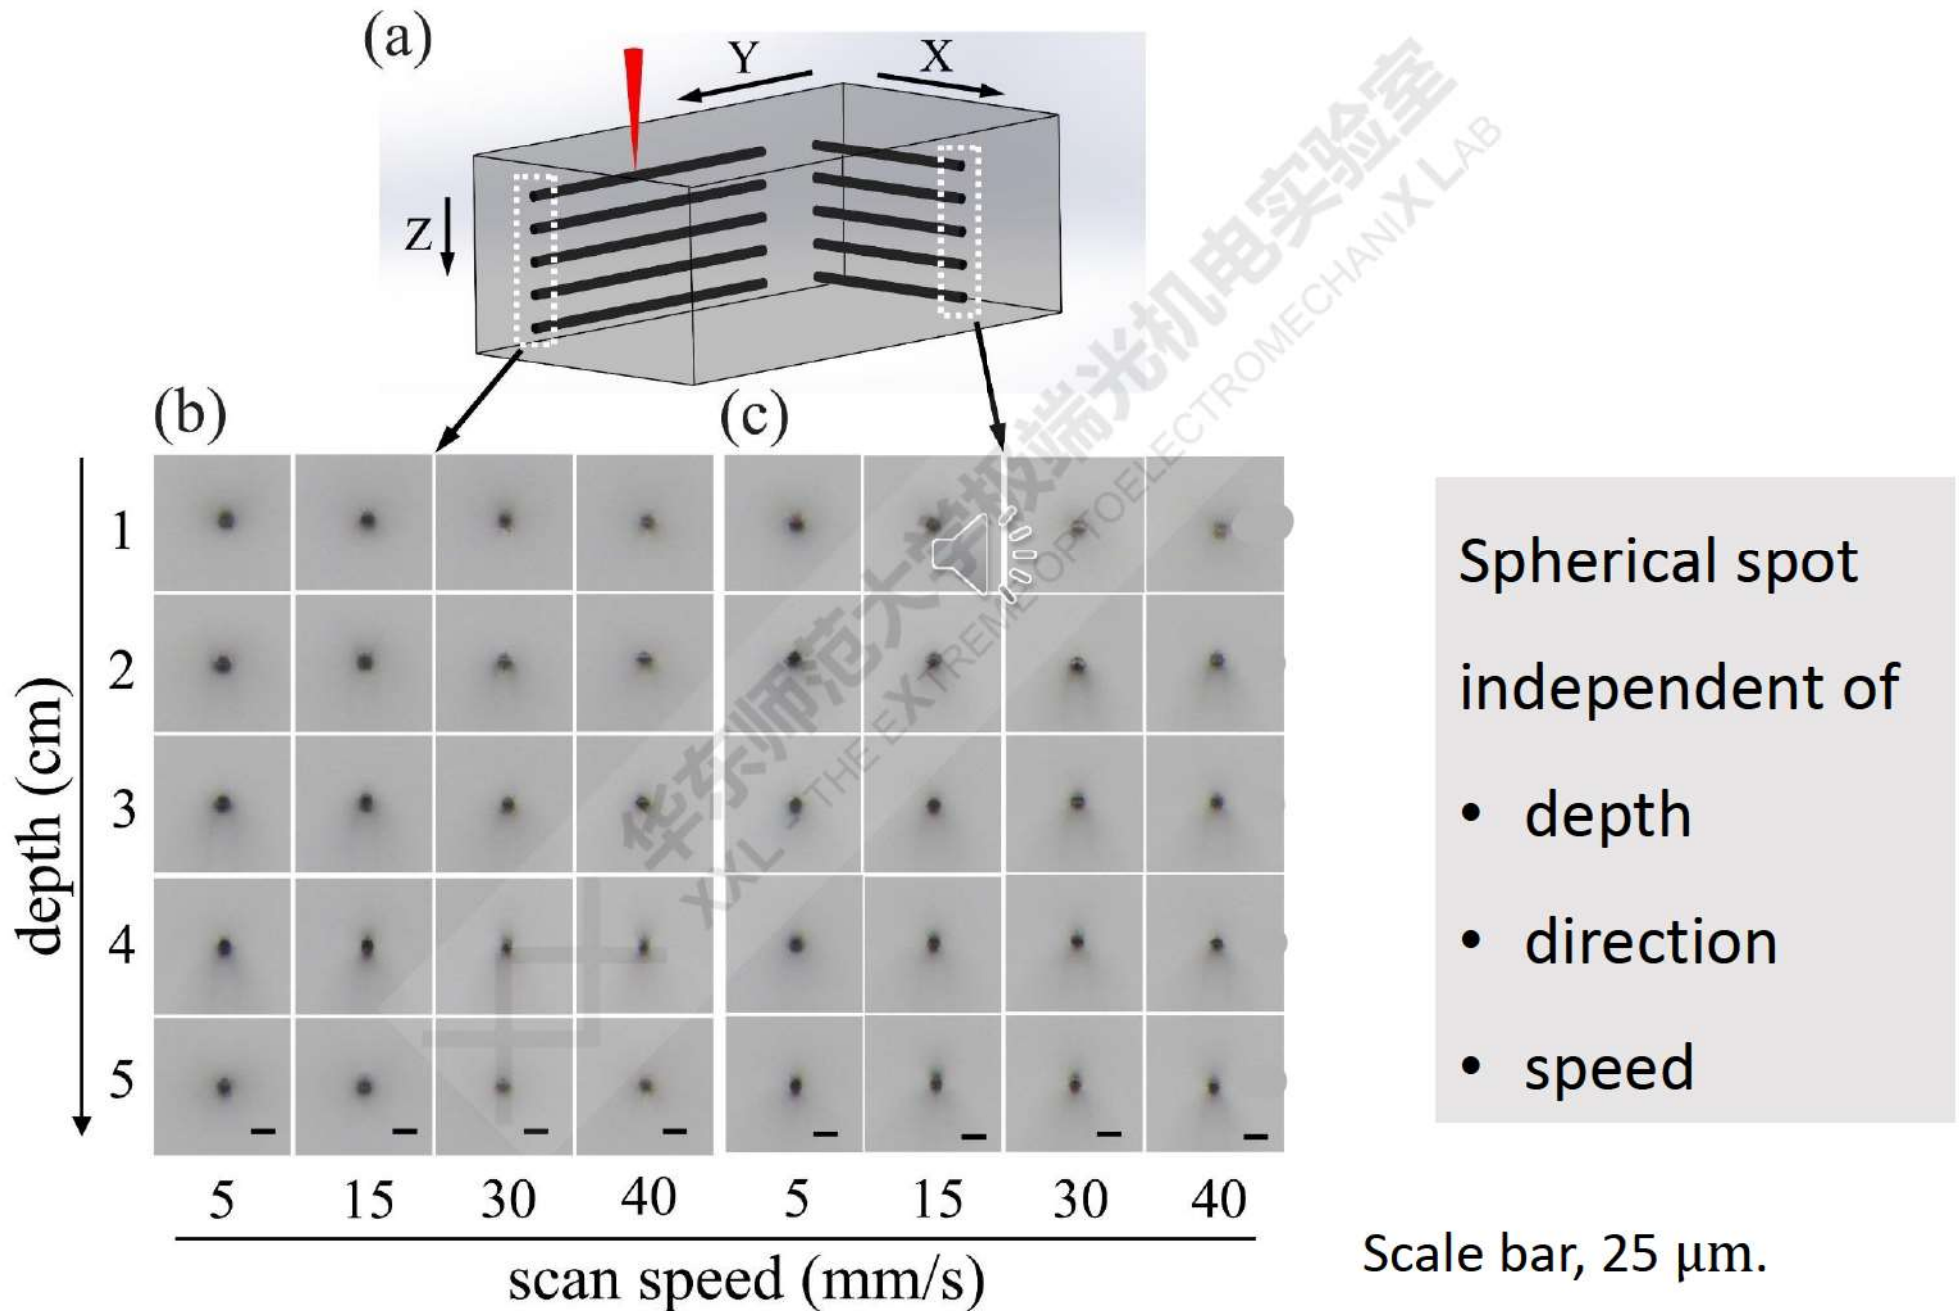 (a)
Y
X
Z
(b)
(c)
depth (cm)
1
2
3
4
5
5 15 30 40 5 15 30 40
scan speed (mm/s)
Spherical spot
independent of
• depth
• direction
• speed
Scale bar, 25 μm.
华东师范大学极端光机电实验室
XXL - THE EXTREME OPTOELECTROMECHANIX LAB